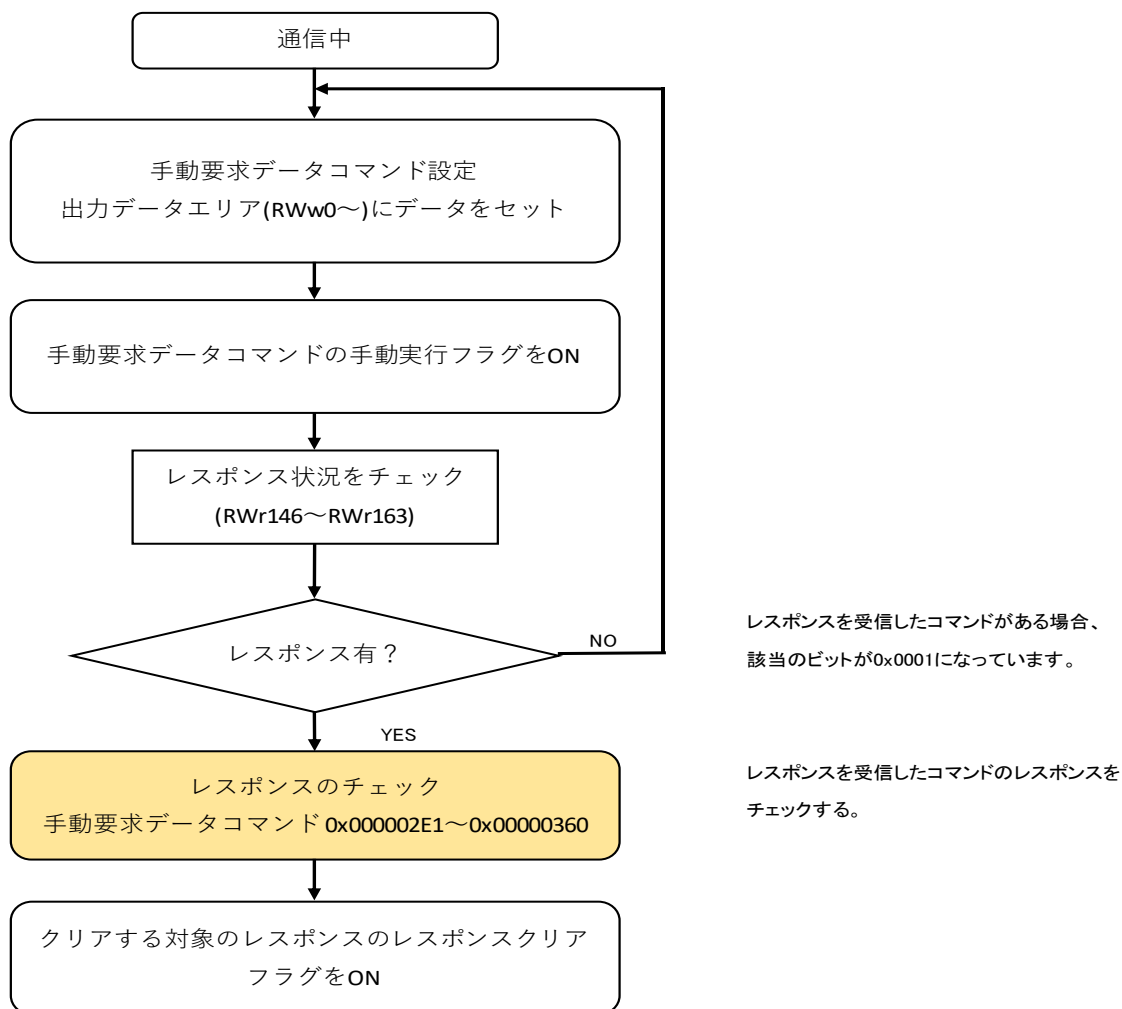 通信中
手動要求データコマンド設定
出力データエリア(RWw0～)にデータをセット
手動要求データコマンドの手動実行フラグをON
レスポンス状況をチェック
(RWr146～RWr163)
レスポンス有？
NO
レスポンスを受信したコマンドがある場合、
該当のビットが0x0001になっています。
YES
レスポンスのチェック
手動要求データコマンド 0x000002E1～0x00000360
レスポンスを受信したコマンドのレスポンスを
チェックする。
クリアする対象のレスポンスのレスポンスクリア
フラグをON